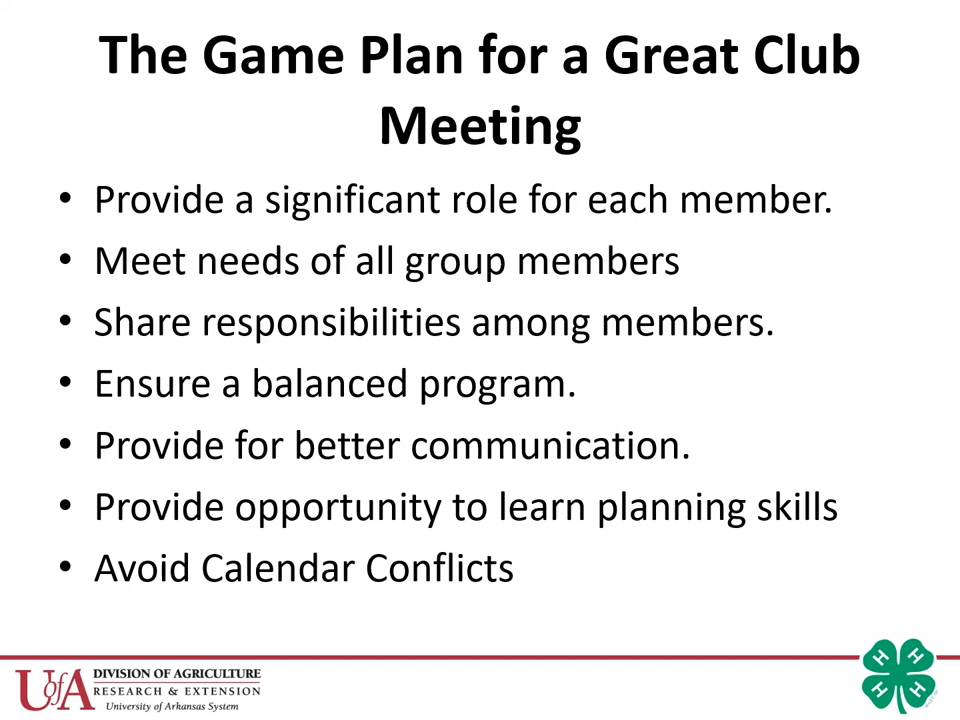 The Game Plan for a Great Club
Meeting
• Provide a significant role for each member.
• Meet needs of all group members
• Share responsibilities among members.
• Ensure a balanced program.
• Provide for better communication.
• Provide opportunity to learn planning skills
• Avoid Calendar Conflicts
UofA
DIVISION OF AGRICULTURE
RESEARCH & EXTENSION
University of Arkansas System
H H
H H